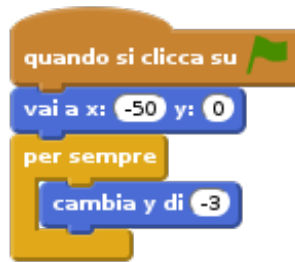 quando si clicca su
vai a x: -50 y: 0
per sempre
cambia y di -3